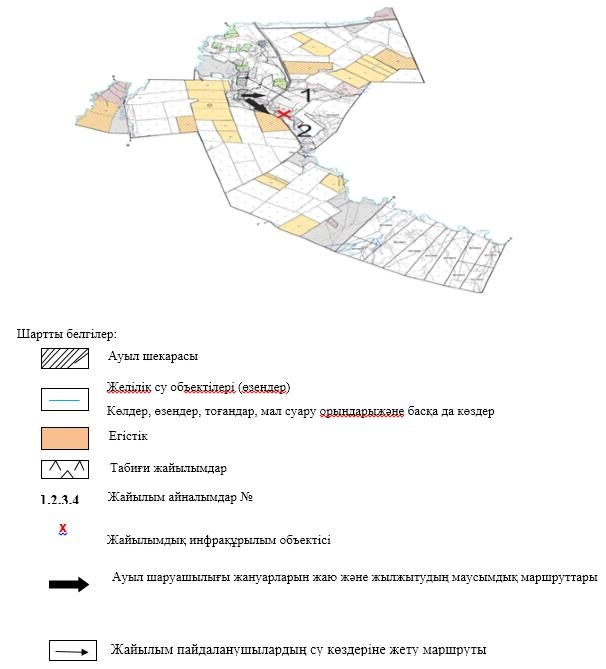 1
2
Шартты белгілер:
Ауыл шекарасы
Желілік су объектілері (өзендер)
Көлдер, өзендер, тоғандар, мал суару орындарыжәне басқа да көздер
Егістік
Табиғи жайылымдар
1.2.3.4 Жайылым айналымдар №
X Жайылымдық инфрақұрылым объектісі
Ауыл шаруашылығы жануарларын жаю және жылжытудың маусымдық маршруттары
Жайылым пайдаланушылардың су көздеріне жету маршруты